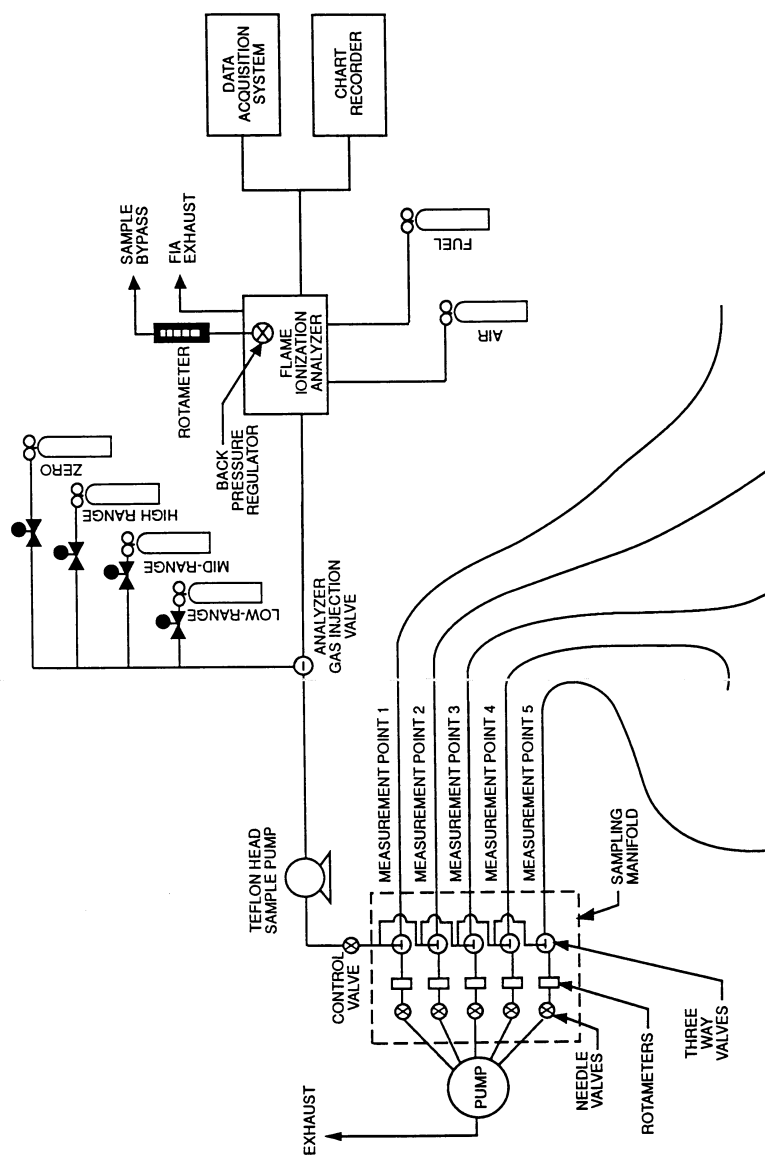 DATA
ACQUISITION
SYSTEM
CHART
RECORDER
SAMPLE
BYPASS
FIA
EXHAUST
ROTAMETER
BACK
PRESSURE
REGULATOR
FLAME
IONIZATION
ANALYZER
FUEL
AIR
ZERO
HIGH RANGE
MID-RANGE
LOW-RANGE
ANALYZER
GAS INJECTION
VALVE
TEFLON HEAD
SAMPLE PUMP
CONTROL
VALVE
MEASUREMENT POINT 1
MEASUREMENT POINT 2
MEASUREMENT POINT 3
MEASUREMENT POINT 4
MEASUREMENT POINT 5
SAMPLING
MANIFOLD
THREE
WAY
VALVES
ROTAMETERS
NEEDLE
VALVES
PUMP
EXHAUST